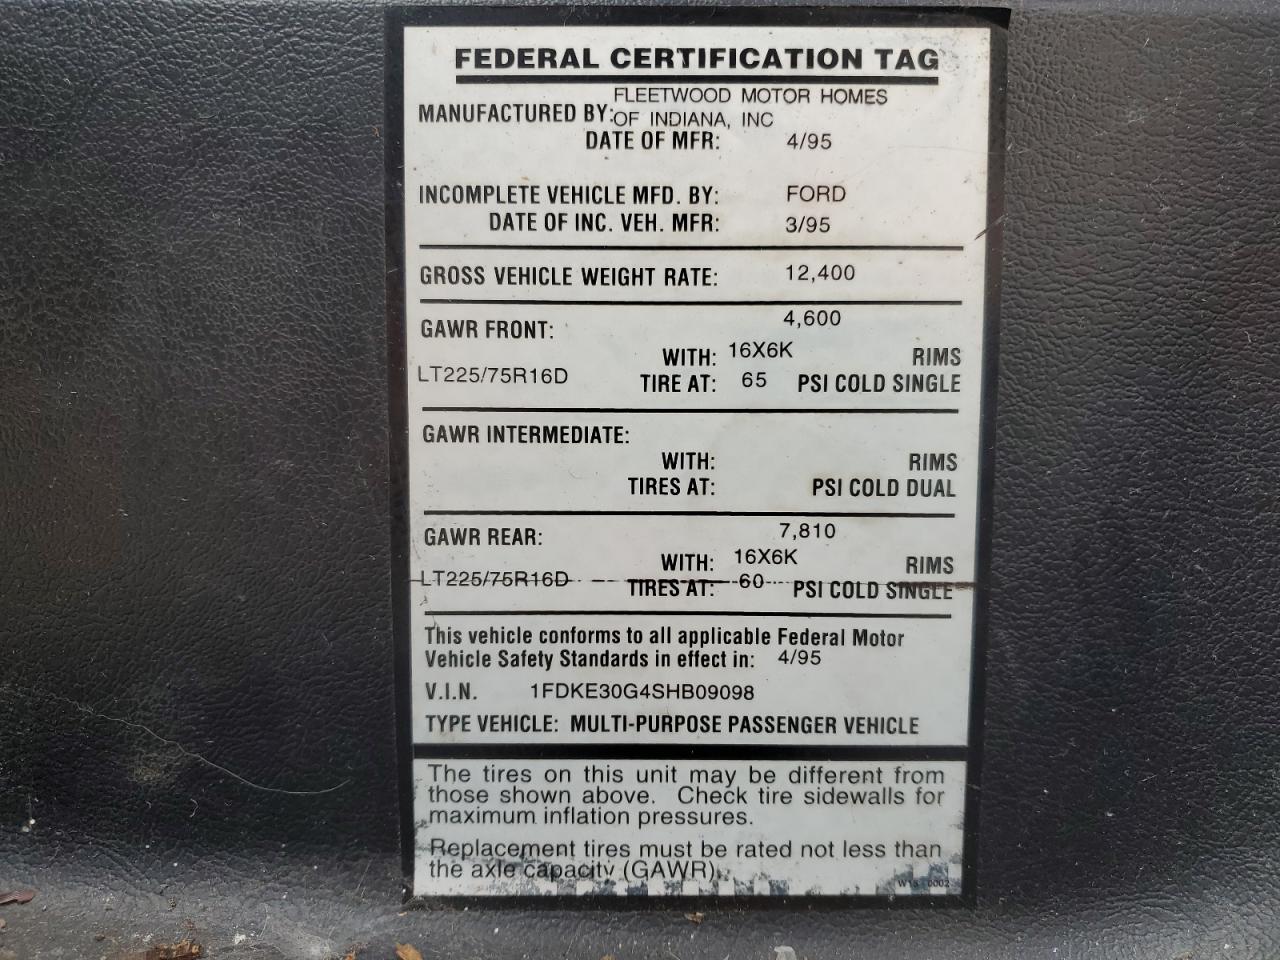 FEDERAL CERTIFICATION TAG
MANUFACTURED BY: FLEETWOOD MOTOR HOMES
OF INDIANA, INC
DATE OF MFR: 4/95
INCOMPLETE VEHICLE MFD. BY: FORD
DATE OF INC. VEH. MFR: 3/95
GROSS VEHICLE WEIGHT RATE: 12,400
GAWR FRONT: 4,600
WITH: 16X6K RIMS
LT225/75R16D TIRE AT: 65 PSI COLD SINGLE
GAWR INTERMEDIATE:
WITH: RIMS
TIRES AT: PSI COLD DUAL
GAWR REAR: 7,810
WITH: 16X6K RIMS
LT225/75R16D TIRES AT: 60 PSI COLD SINGLE
This vehicle conforms to all applicable Federal Motor
Vehicle Safety Standards in effect in: 4/95
V.I.N. 1FDKE30G4SHB09098
TYPE VEHICLE: MULTI-PURPOSE PASSENGER VEHICLE
The tires on this unit may be different from
those shown above. Check tire sidewalls for
maximum inflation pressures.
Replacement tires must be rated not less than
the axle capacity (GAWR).
0002